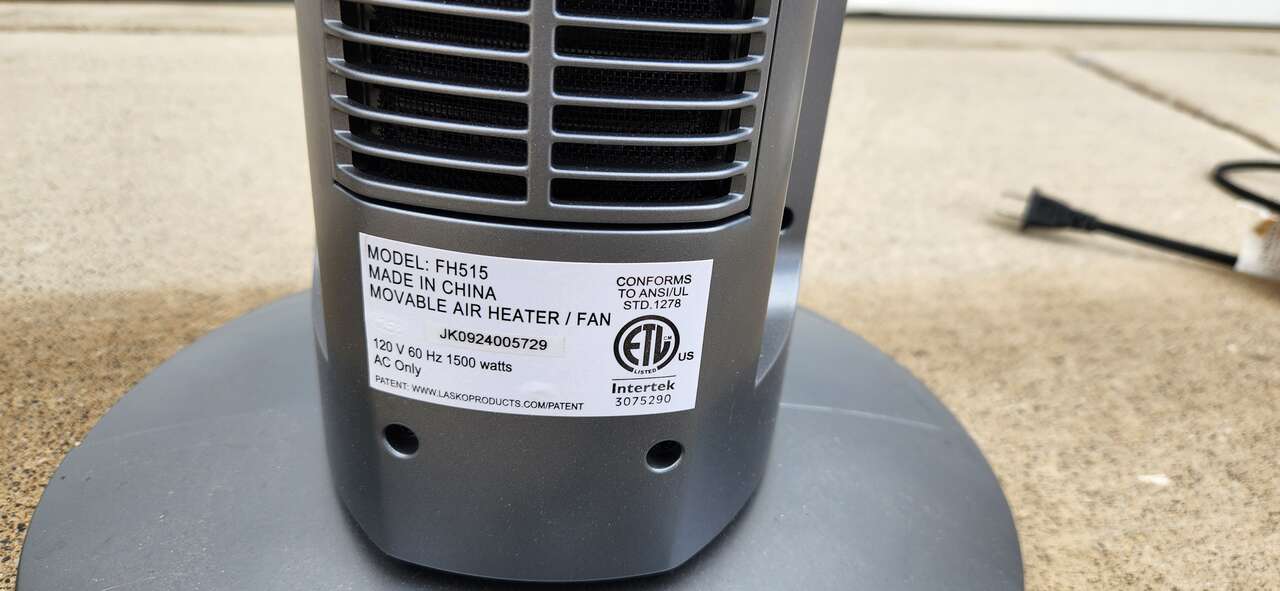 MODEL: FH515
MADE IN CHINA
MOVABLE AIR HEATER / FAN
JK0924005729
120 V 60 Hz 1500 watts
AC Only
PATENT: WWW.LASKOPRODUCTS.COM/PATENT
CONFORMS
TO ANSI/UL
STD.1278
ETL CM
US
LISTED
Intertek
3075290